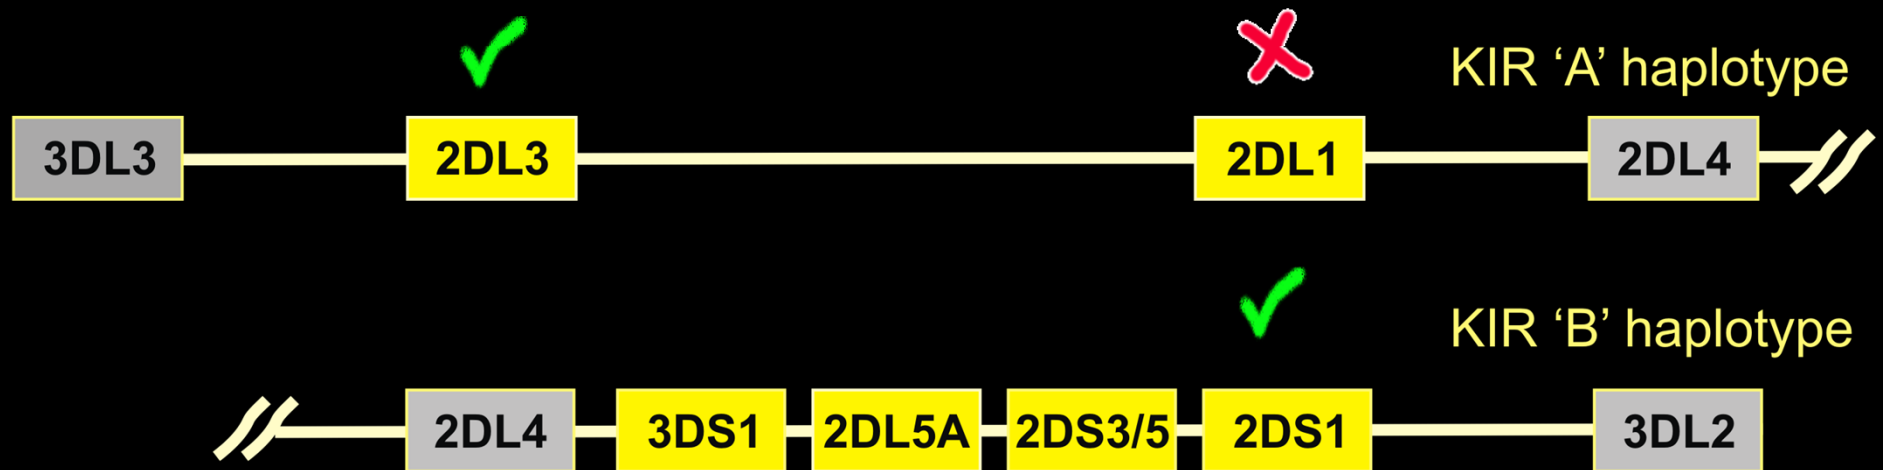 KIR ‘A’ haplotype
3DL3 2DL3 2DL1 2DL4
KIR ‘B’ haplotype
2DL4 3DS1 2DL5A 2DS3/5 2DS1 3DL2